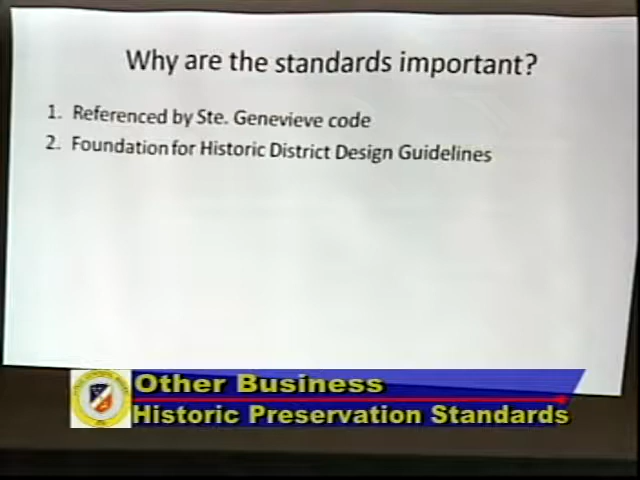 Why are the standards important?
1. Referenced by Ste. Genevieve code
2. Foundation for Historic District Design Guidelines
Other Business
Historic Preservation Standards